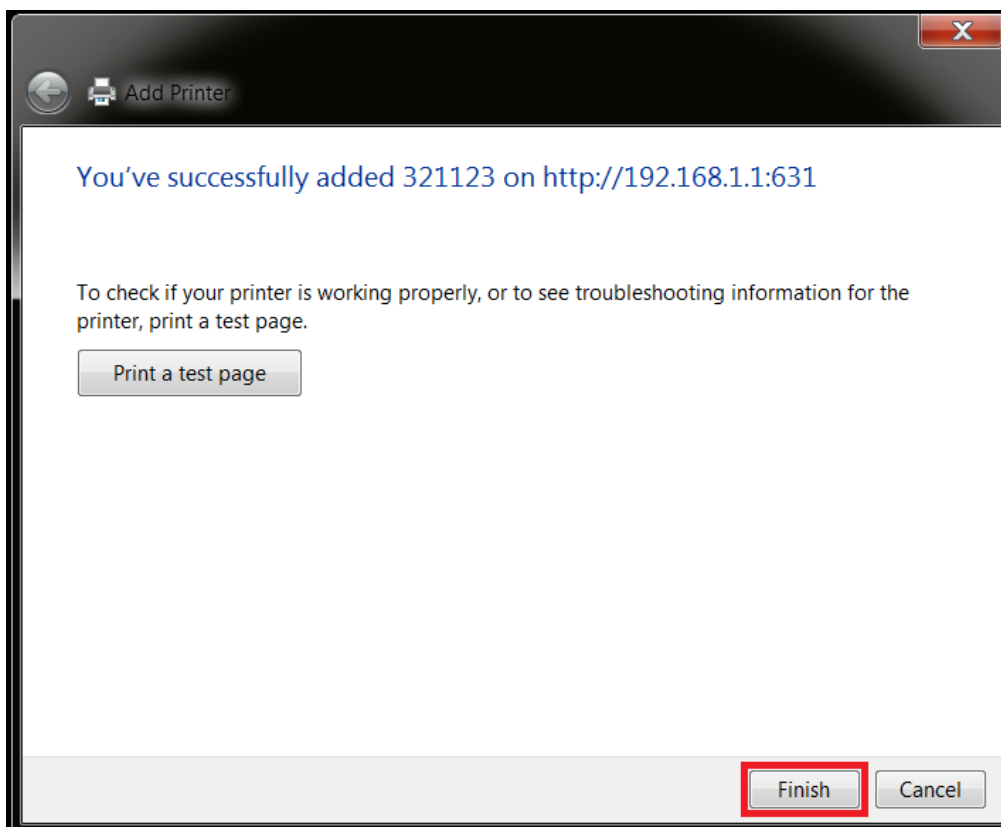 Add Printer
You've successfully added 321123 on http://192.168.1.1:631
To check if your printer is working properly, or to see troubleshooting information for the
printer, print a test page.
Print a test page
Finish
Cancel